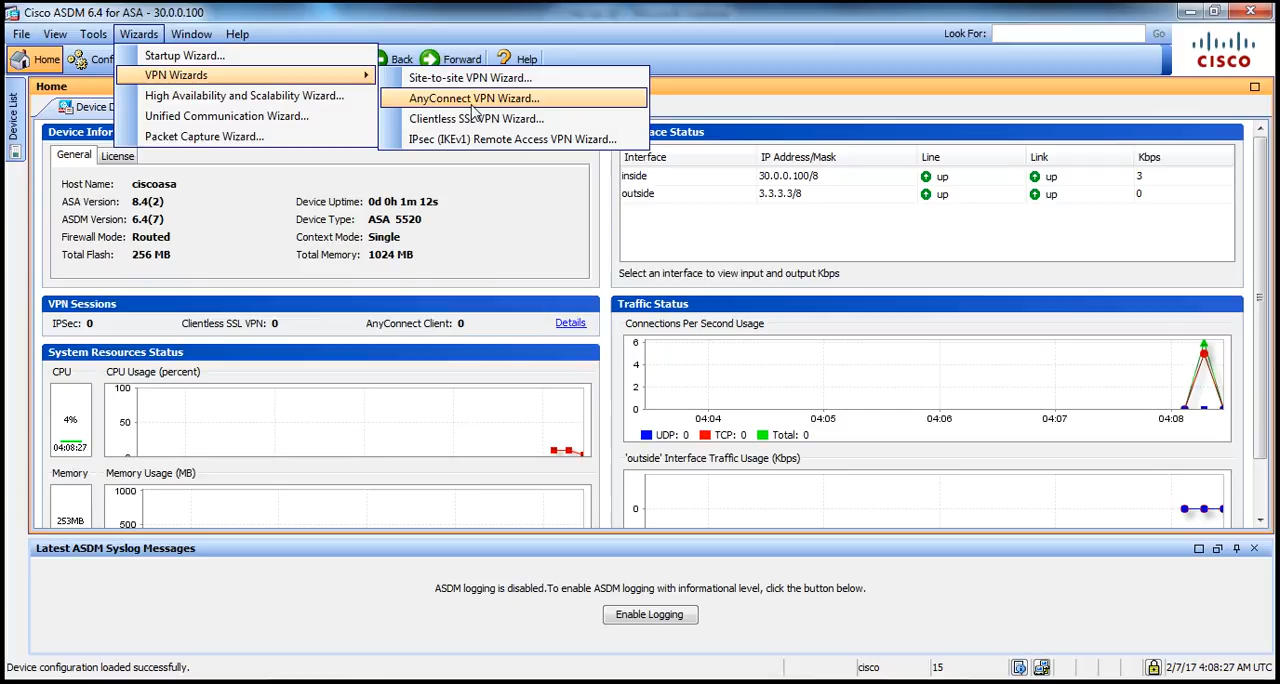 Cisco ASDM 6.4 for ASA - 30.0.0.100
File View Tools Wizards Window Help
Look For: Go
Home Back Forward Help
CISCO
Startup Wizard...
VPN Wizards
High Availability and Scalability Wizard...
Unified Communication Wizard...
Packet Capture Wizard...
Site-to-site VPN Wizard...
AnyConnect VPN Wizard...
Clientless SSL VPN Wizard...
IPsec (IKEv1) Remote Access VPN Wizard...
Device List
Home
General License
Host Name: ciscoasa
ASA Version: 8.4(2) Device Uptime: 0d 0h 1m 12s
ASDM Version: 6.4(7) Device Type: ASA 5520
Firewall Mode: Routed Context Mode: Single
Total Flash: 256 MB Total Memory: 1024 MB
Status
Interface IP Address/Mask Line Link Kbps
inside 30.0.0.100/8 up up 3
outside 3.3.3.3/8 up up 0
Select an interface to view input and output Kbps
VPN Sessions
IPSec: 0 Clientless SSL VPN: 0 AnyConnect Client: 0 Details
System Resources Status
CPU CPU Usage (percent)
100
50
4%
04:08:27
Memory Memory Usage (MB)
1000
500
253MB
Traffic Status
Connections Per Second Usage
6
4
2
0
04:04 04:05 04:06 04:07 04:08
UDP: 0 TCP: 0 Total: 0
'outside' Interface Traffic Usage (Kbps)
0
Latest ASDM Syslog Messages
ASDM logging is disabled.To enable ASDM logging with informational level, click the button below.
Enable Logging
Device configuration loaded successfully. cisco 15 2/7/17 4:08:27 AM UTC